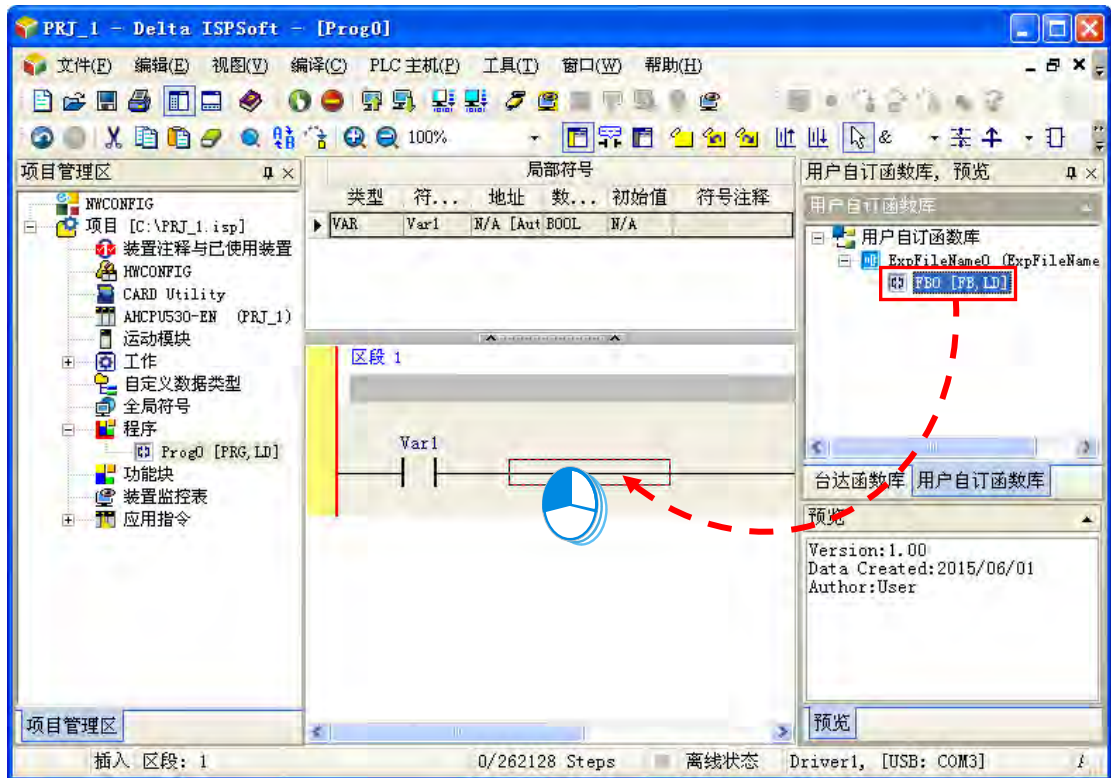 PRJ_1 - Delta ISPSoft - [Prog0]
文件(F) 编辑(E) 视图(V) 编译(C) PLC 主机(P) 工具(T) 窗口(W) 帮助(H)
100%
&
项目管理区
NWCONFIG
项目 [C:\PRJ_1.isp]
装置注释与已使用装置
HWCONFIG
CARD Utility
AHCPU530-EN (PRJ_1)
运动模块
工作
自定义数据类型
全局符号
程序
Prog0 [PRG,LD]
功能块
装置监控表
应用指令
项目管理区
局部符号
类型 符... 地址 数... 初始值 符号注释
VAR Var1 N/A [Aut BOOL N/A
区段 1
Var1
用户自订函数库, 预览
用户自订函数库
用户自订函数库
ExpFileName0 (ExpFileName
FB0 [FB,LD]
台达函数库 用户自订函数库
预览
Version:1.00
Data Created:2015/06/01
Author:User
预览
插入 区段: 1 0/262128 Steps 离线状态 Driver1, [USB: COM3]